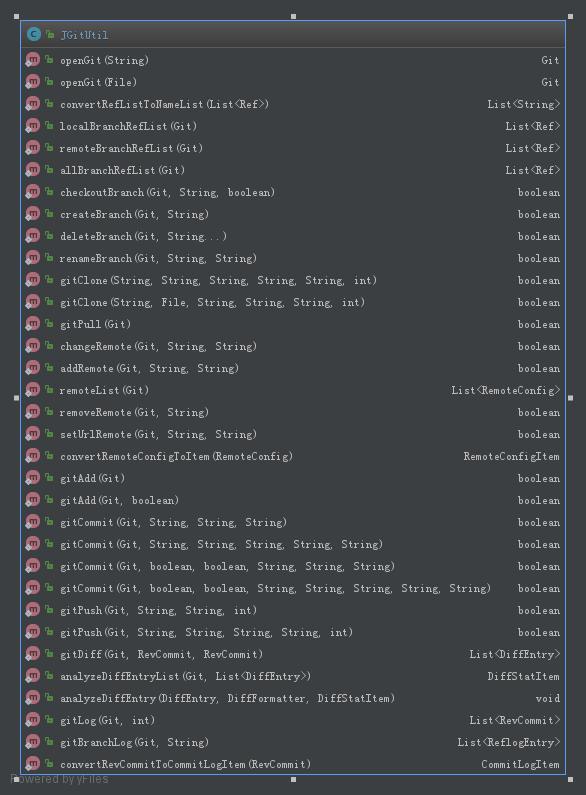 C JGitUtil
m openGit(String) Git
m openGit(File) Git
m convertRefListToNameList(List<Ref>) List<String>
m localBranchRefList(Git) List<Ref>
m remoteBranchRefList(Git) List<Ref>
m allBranchRefList(Git) List<Ref>
m checkoutBranch(Git, String, boolean) boolean
m createBranch(Git, String) boolean
m deleteBranch(Git, String...) boolean
m renameBranch(Git, String, String) boolean
m gitClone(String, String, String, String, String, int) boolean
m gitClone(String, File, String, String, String, int) boolean
m gitPull(Git) boolean
m changeRemote(Git, String, String) boolean
m addRemote(Git, String, String) boolean
m remoteList(Git) List<RemoteConfig>
m removeRemote(Git, String) boolean
m setUrlRemote(Git, String, String) boolean
m convertRemoteConfigToItem(RemoteConfig) RemoteConfigItem
m gitAdd(Git) boolean
m gitAdd(Git, boolean) boolean
m gitCommit(Git, String, String, String) boolean
m gitCommit(Git, String, String, String, String, String) boolean
m gitCommit(Git, boolean, boolean, String, String, String) boolean
m gitCommit(Git, boolean, boolean, String, String, String, String, String) boolean
m gitPush(Git, String, String, int) boolean
m gitPush(Git, String, String, String, String, int) boolean
m gitDiff(Git, RevCommit, RevCommit) List<DiffEntry>
m analyzeDiffEntryList(Git, List<DiffEntry>) DiffStatItem
m analyzeDiffEntry(DiffEntry, DiffFormatter, DiffStatItem) void
m gitLog(Git, int) List<RevCommit>
m gitBranchLog(Git, String) List<ReflogEntry>
m convertRevCommitToCommitLogItem(RevCommit) CommitLogItem
Powered by yFiles